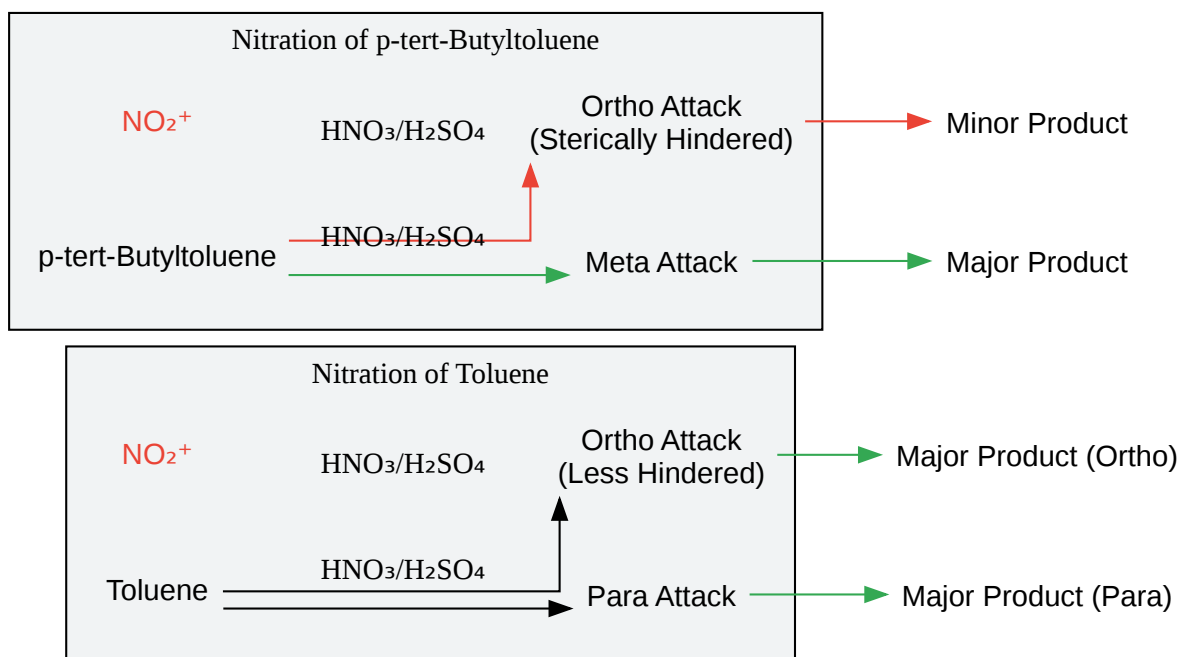 Nitration of p-tert-Butyltoluene
NO₂⁺
HNO₃/H₂SO₄
Ortho Attack
(Sterically Hindered)
Minor Product
HNO₃/H₂SO₄
p-tert-Butyltoluene
Meta Attack
Major Product
Nitration of Toluene
NO₂⁺
HNO₃/H₂SO₄
Ortho Attack
(Less Hindered)
Major Product (Ortho)
HNO₃/H₂SO₄
Toluene
Para Attack
Major Product (Para)